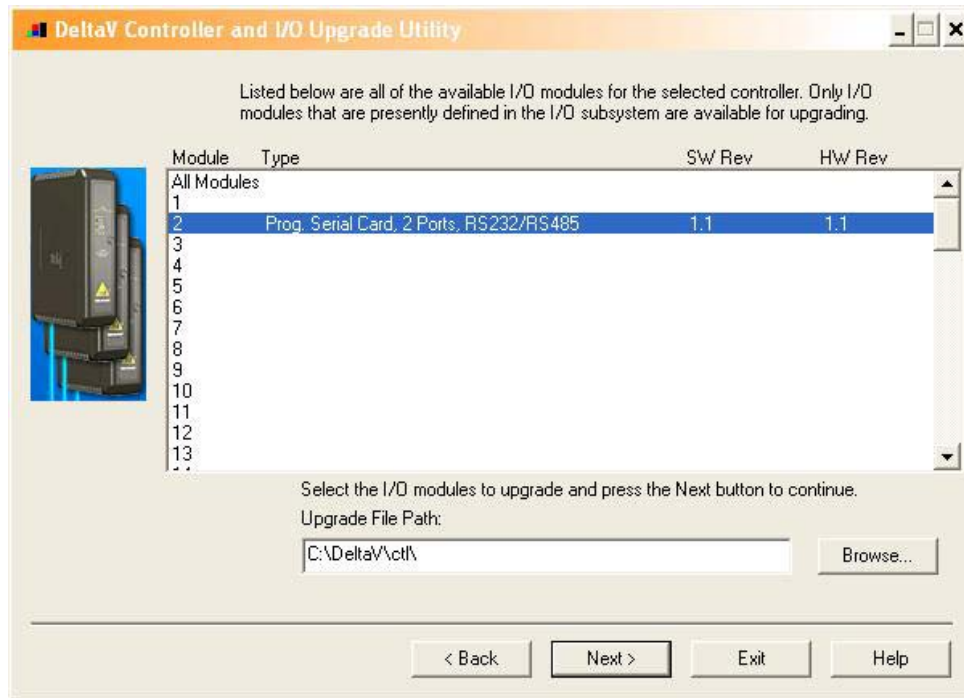 DeltaV Controller and I/O Upgrade Utility
Listed below are all of the available I/O modules for the selected controller. Only I/O
modules that are presently defined in the I/O subsystem are available for upgrading.
Module Type SW Rev HW Rev
All Modules
1
2 Prog. Serial Card, 2 Ports, RS232/RS485 1.1 1.1
3
4
5
6
7
8
9
10
11
12
13
Select the I/O modules to upgrade and press the Next button to continue.
Upgrade File Path:
C:\DeltaV\ctl\
Browse...
< Back Next > Exit Help